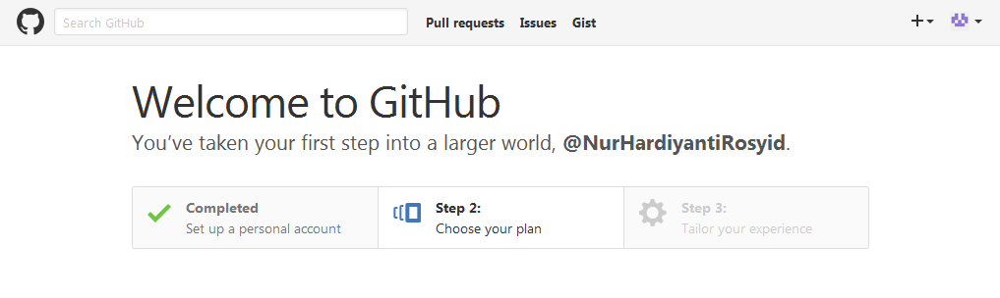 Search GitHub Pull requests Issues Gist
Welcome to GitHub
You've taken your first step into a larger world, @NurHardiyantiRosyid.
Completed
Set up a personal account
Step 2:
Choose your plan
Step 3:
Tailor your experience